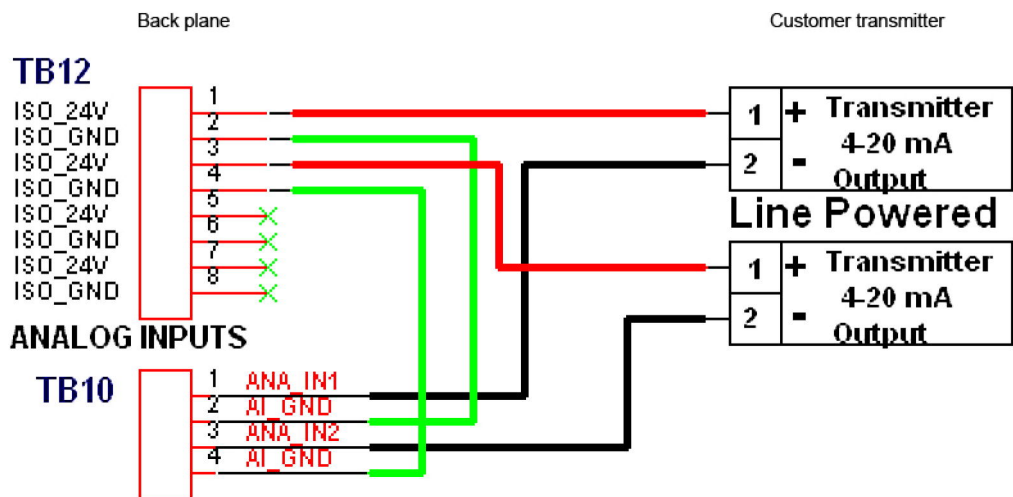 Back plane
Customer transmitter
TB12
1
ISO_24V
2
ISO_GND
3
ISO_24V
4
ISO_GND
5
ISO_24V
6
ISO_GND
7
ISO_24V
8
ISO_GND
ANALOG INPUTS
TB10
1 ANA_IN1
2 AI_GND
3 ANA_IN2
4 AI_GND
1 + Transmitter
4-20 mA
2 - Output
Line Powered
1 + Transmitter
4-20 mA
2 - Output